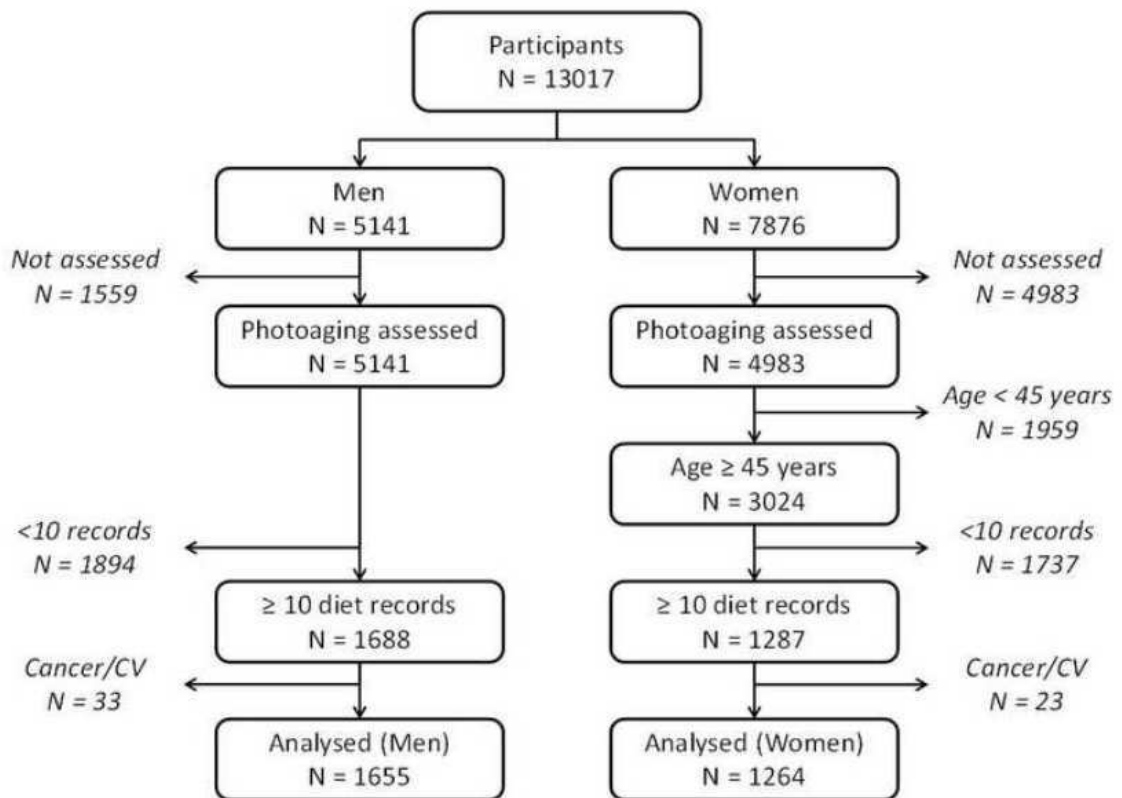 Participants
N = 13017
Men
N = 5141
Women
N = 7876
Not assessed
N = 1559
Not assessed
N = 4983
Photoaging assessed
N = 5141
Photoaging assessed
N = 4983
Age < 45 years
N = 1959
Age ≥ 45 years
N = 3024
<10 records
N = 1894
<10 records
N = 1737
≥ 10 diet records
N = 1688
≥ 10 diet records
N = 1287
Cancer/CV
N = 33
Cancer/CV
N = 23
Analysed (Men)
N = 1655
Analysed (Women)
N = 1264